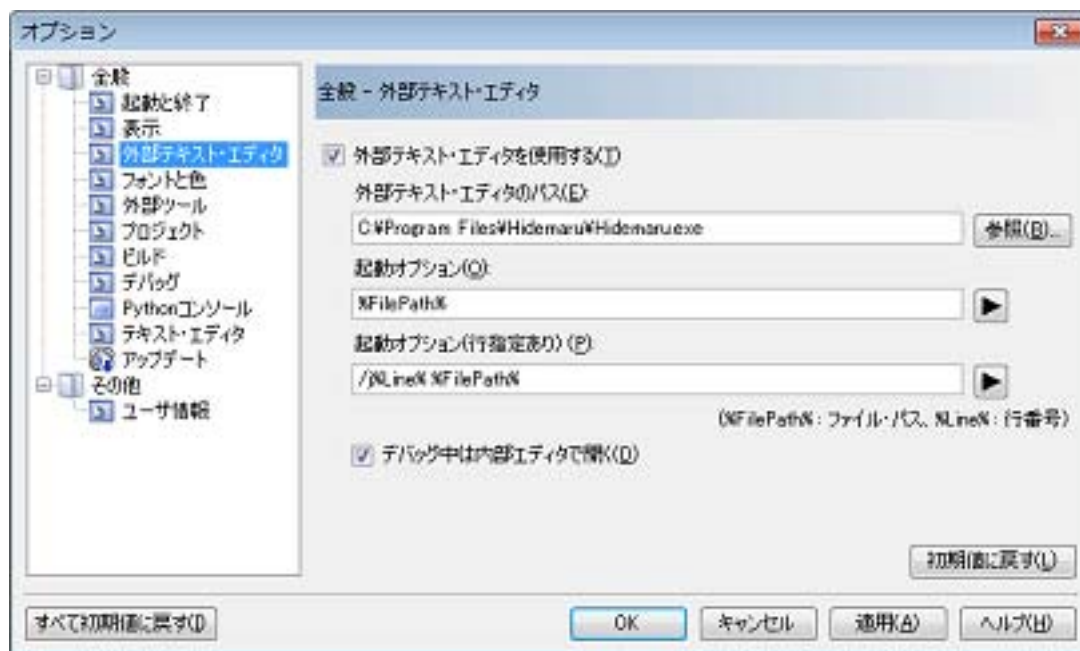 オプション
全般
起動と終了
表示
外部テキスト・エディタ
フォントと色
外部ツール
プロジェクト
ビルド
デバッグ
Pythonコンソール
テキスト・エディタ
アップデート
その他
ユーザ情報
全般 - 外部テキスト・エディタ
外部テキスト・エディタを使用する(T)
外部テキスト・エディタのパス(E):
C:¥Program Files¥Hidemaru¥Hidemaru.exe
参照(B)...
起動オプション(O):
%FilePath%
起動オプション(行指定あり) (P):
/j%Line% %FilePath%
(%FilePath% : ファイル・パス、%Line% : 行番号)
デバッグ中は内部エディタで開く(D)
初期値に戻す(L)
すべて初期値に戻す(I)
OK
キャンセル
適用(A)
ヘルプ(H)